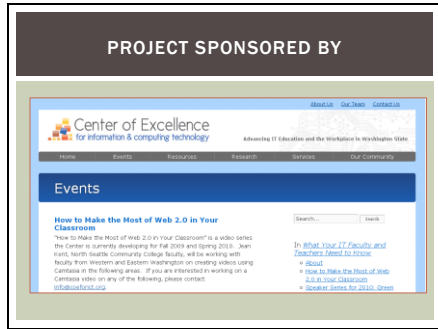 PROJECT SPONSORED BY
About Us Our Team Contact Us
Center of Excellence
for information & computing technology
Advancing IT Education and the Workplace in Washington State
Home Events Resources Research Services Our Community
Events
How to Make the Most of Web 2.0 in Your
Classroom
"How to Make the Most of Web 2.0 in Your Classroom" is a video series
the Center is currently developing for Fall 2009 and Spring 2010. Jean
Kent, North Seattle Community College faculty, will be working with
faculty from Western and Eastern Washington on creating videos using
Camtasia in the following areas. If you are interested in working on a
Camtasia video on any of the following, please contact
info@coeforict.org.
Search... Search
In What Your IT Faculty and
Teachers Need to Know
About
How to Make the Most of Web
2.0 in Your Classroom
Speaker Series for 2010: Green